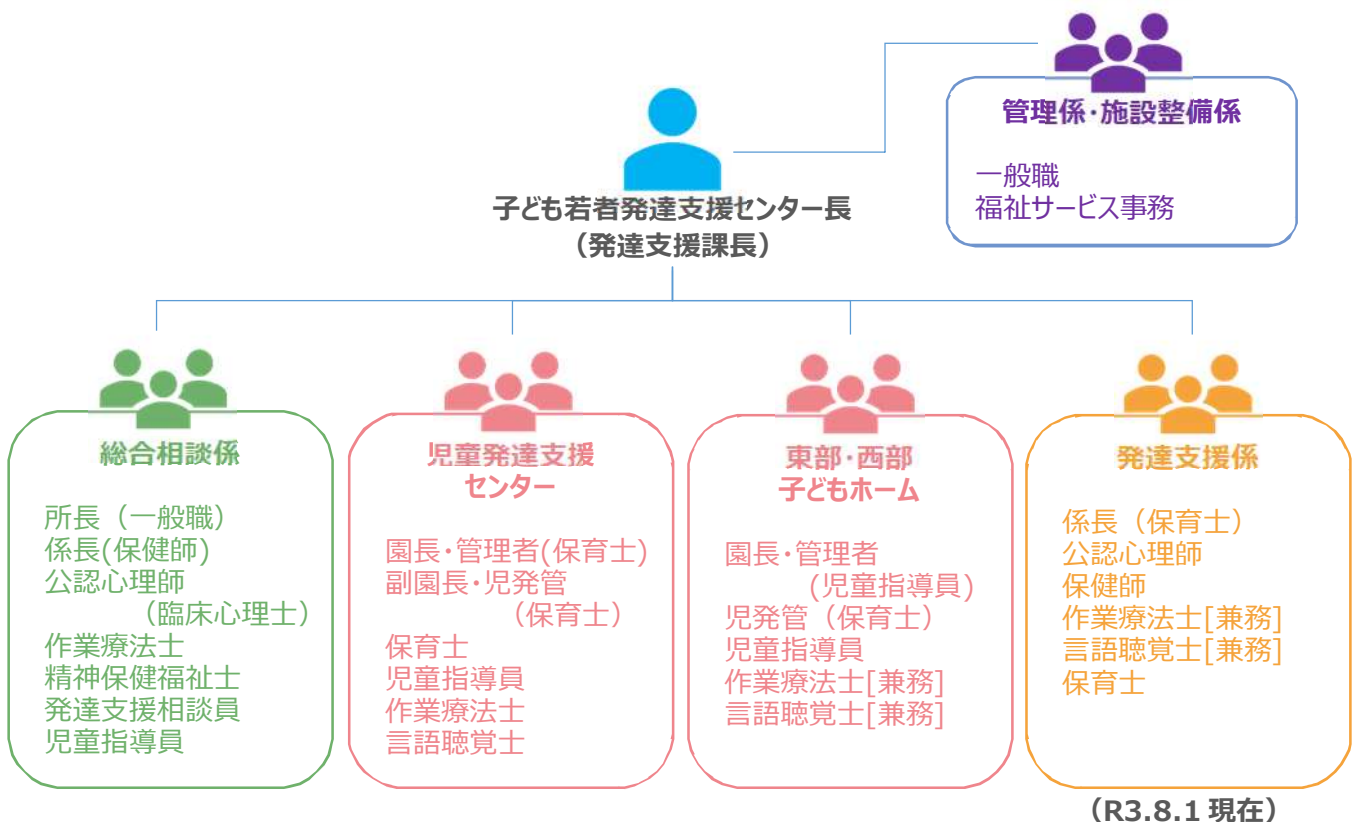 管理係・施設整備係
一般職
福祉サービス事務
子ども若者発達支援センター長
（発達支援課長）
総合相談係
所長（一般職）
係長(保健師)
公認心理師
（臨床心理士）
作業療法士
精神保健福祉士
発達支援相談員
児童指導員
児童発達支援
センター
園長・管理者(保育士)
副園長・児発管
（保育士）
保育士
児童指導員
作業療法士
言語聴覚士
東部・西部
子どもホーム
園長・管理者
(児童指導員)
児発管（保育士）
児童指導員
作業療法士[兼務]
言語聴覚士[兼務]
発達支援係
係長（保育士）
公認心理師
保健師
作業療法士[兼務]
言語聴覚士[兼務]
保育士
（R3.8.1 現在）